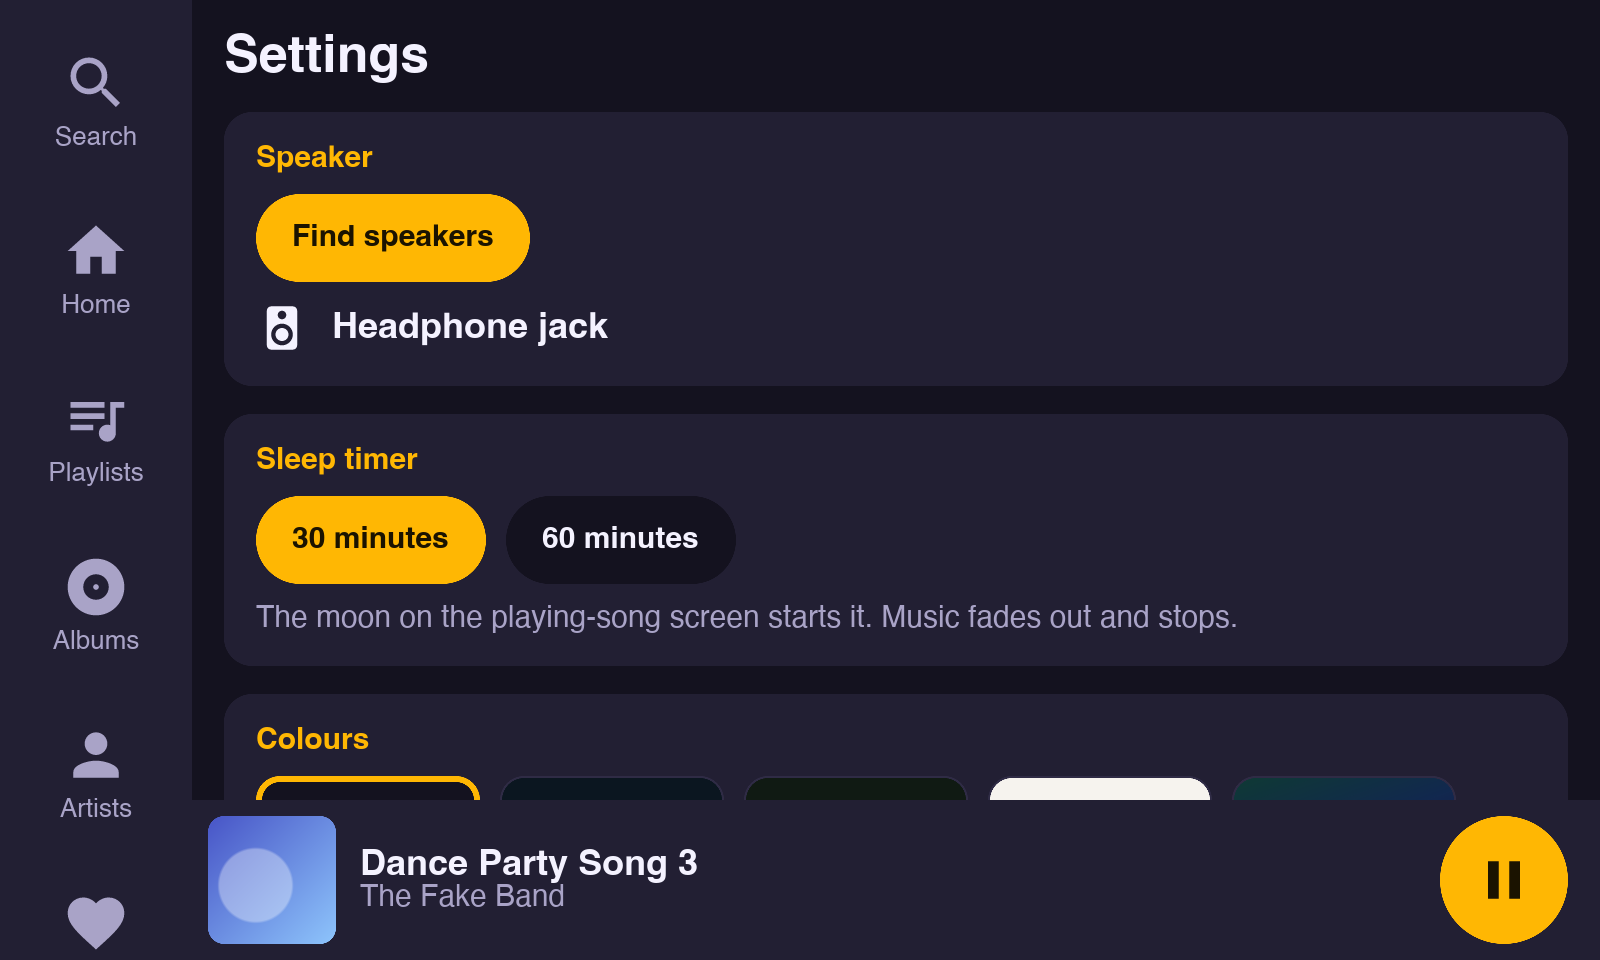 Settings
Search
Home
Playlists
Albums
Artists
Speaker
Find speakers
Headphone jack
Sleep timer
30 minutes
60 minutes
The moon on the playing-song screen starts it. Music fades out and stops.
Colours
Dance Party Song 3
The Fake Band